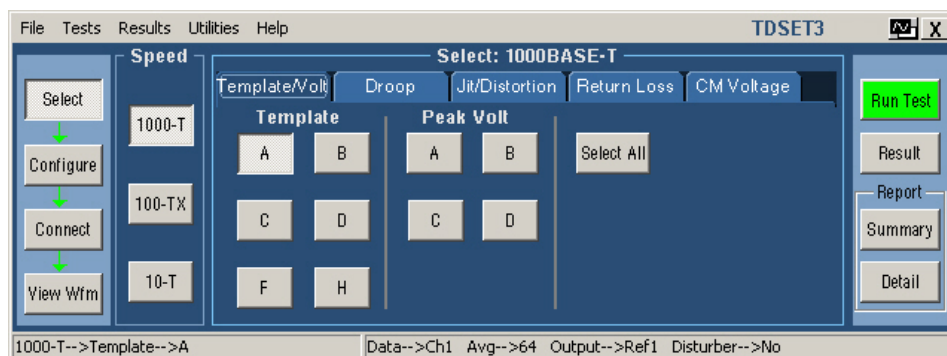 File Tests Results Utilities Help TDSET3 X
Speed Select: 1000BASE-T
Template/Volt Droop Jit/Distortion Return Loss CM Voltage
Select 1000-T Template Peak Volt Run Test
A B A B Select All
Configure Result
100-TX Report
Connect C D C D Summary
View Wfm 10-T F H Detail
1000-T-->Template-->A Data-->Ch1 Avg-->64 Output-->Ref1 Disturber-->No